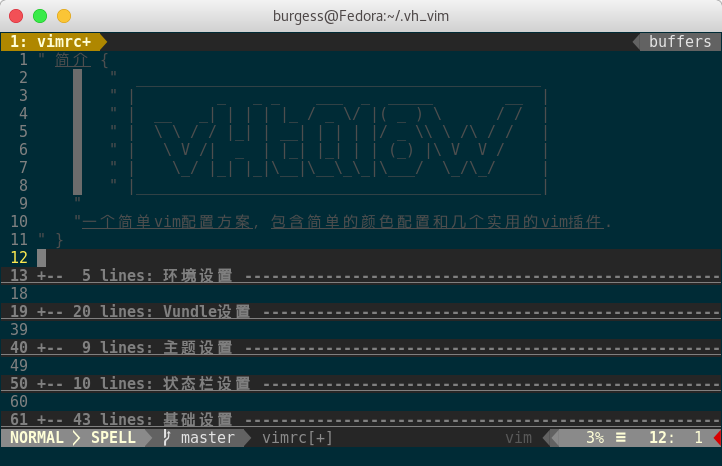 burgess@Fedora:~/.vh_vim
1: vimrc+ buffers
1 " 简介 {
2 "
3 " |
4 " |
5 " |
6 " |
7 " |
8 " |
9 "
10 "一个简单vim配置方案, 包含简单的颜色配置和几个实用的vim插件.
11 " }
12
13 +-- 5 lines: 环境设置 -----------------------------------------------------
18
19 +-- 20 lines: Vundle设置 ---------------------------------------------------
39
40 +-- 9 lines: 主题设置 -----------------------------------------------------
49
50 +-- 10 lines: 状态栏设置 ---------------------------------------------------
60
61 +-- 43 lines: 基础设置 -----------------------------------------------------
NORMAL SPELL master vimrc[+] vim 3% ≡ 12: 1